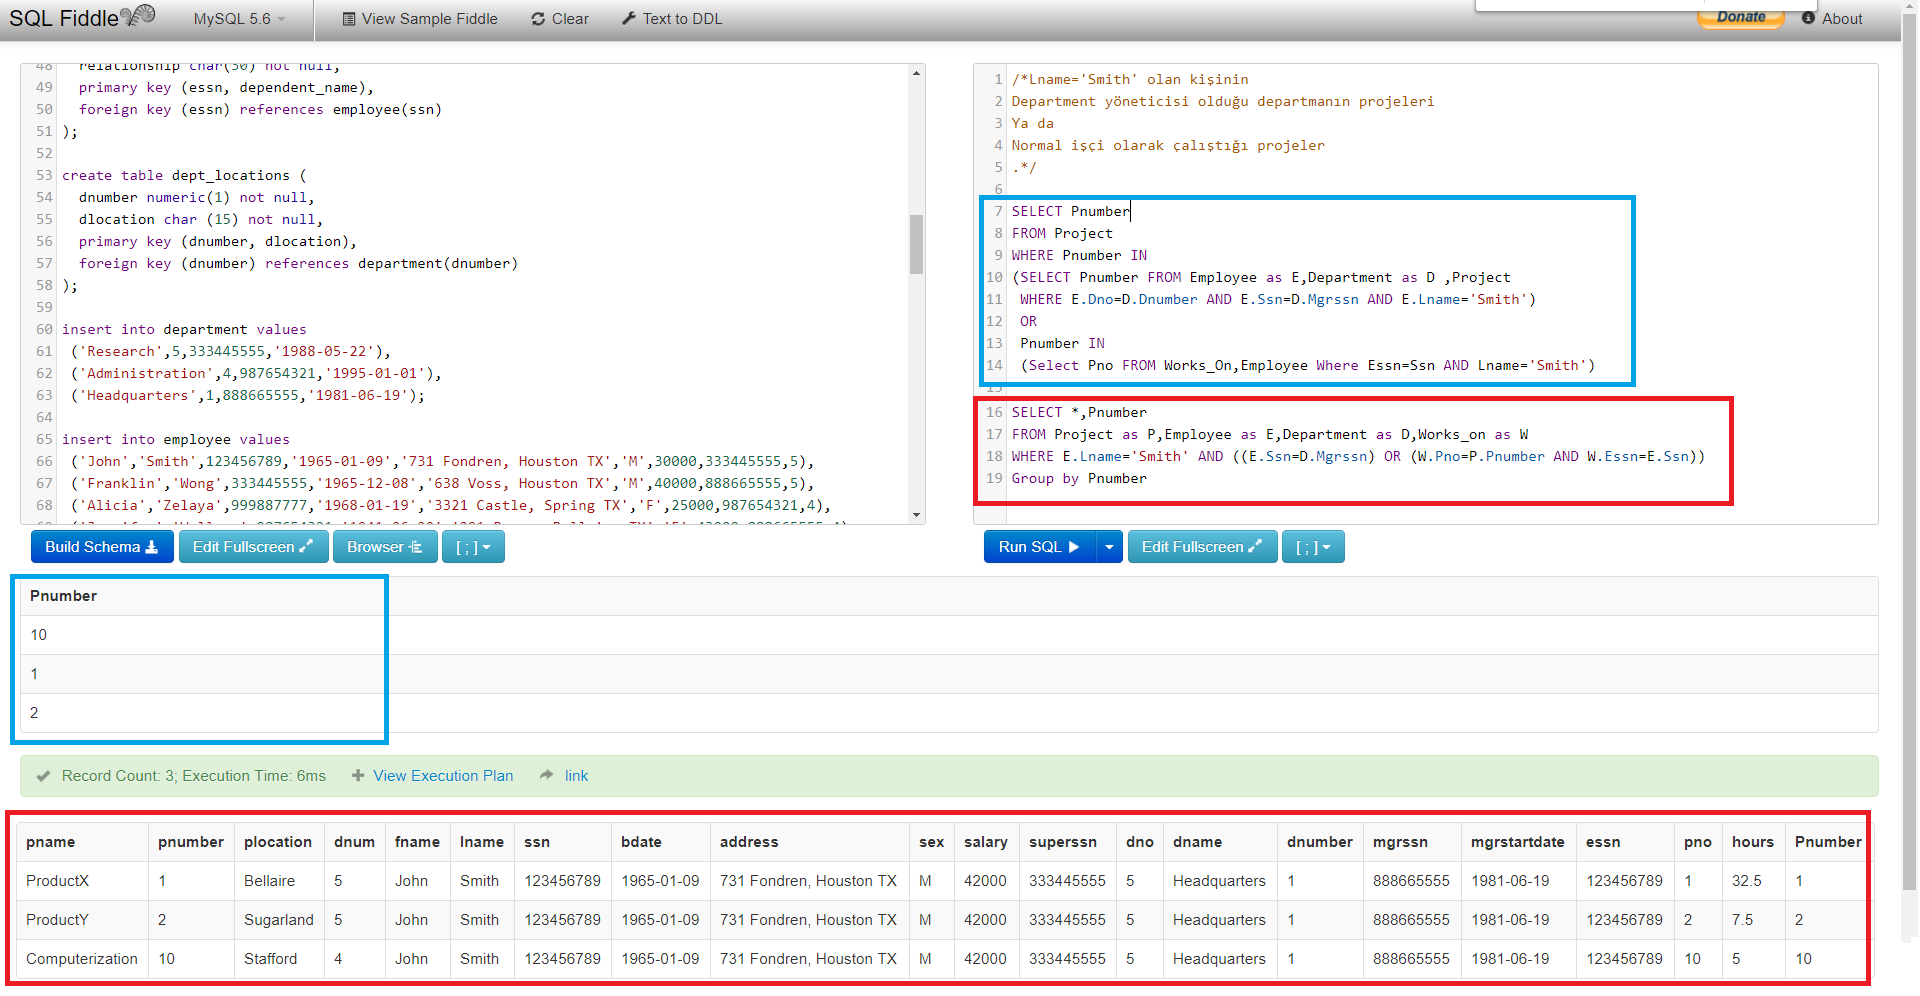 SQL Fiddle
MySQL 5.6
View Sample Fiddle
Clear
Text to DDL
Donate
About
48 relationship char(30) not null,
49 primary key (essn, dependent_name),
50 foreign key (essn) references employee(ssn)
51 );
52
53 create table dept_locations (
54 dnumber numeric(1) not null,
55 dlocation char (15) not null,
56 primary key (dnumber, dlocation),
57 foreign key (dnumber) references department(dnumber)
58 );
59
60 insert into department values
61 ('Research',5,333445555,'1988-05-22'),
62 ('Administration',4,987654321,'1995-01-01'),
63 ('Headquarters',1,888665555,'1981-06-19');
64
65 insert into employee values
66 ('John','Smith',123456789,'1965-01-09','731 Fondren, Houston TX','M',30000,333445555,5),
67 ('Franklin','Wong',333445555,'1965-12-08','638 Voss, Houston TX','M',40000,888665555,5),
68 ('Alicia','Zelaya',999887777,'1968-01-19','3321 Castle, Spring TX','F',25000,987654321,4),
1 /*Lname='Smith' olan kişinin
2 Department yöneticisi olduğu departmanın projeleri
3 Ya da
4 Normal işçi olarak çalıştığı projeler
5 .*/
6
7 SELECT Pnumber
8 FROM Project
9 WHERE Pnumber IN
10 (SELECT Pnumber FROM Employee as E,Department as D ,Project
11 WHERE E.Dno=D.Dnumber AND E.Ssn=D.Mgrssn AND E.Lname='Smith')
12 OR
13 Pnumber IN
14 (Select Pno FROM Works_On,Employee Where Essn=Ssn AND Lname='Smith')
15
16 SELECT *,Pnumber
17 FROM Project as P,Employee as E,Department as D,Works_on as W
18 WHERE E.Lname='Smith' AND ((E.Ssn=D.Mgrssn) OR (W.Pno=P.Pnumber AND W.Essn=E.Ssn))
19 Group by Pnumber
Build Schema
Edit Fullscreen
Browser
[ ; ]
Run SQL
Edit Fullscreen
[ ; ]
Pnumber
10
1
2
Record Count: 3; Execution Time: 6ms
View Execution Plan
link
pname pnumber plocation dnum fname lname ssn bdate address sex salary superssn dno dname dnumber mgrssn mgrstartdate essn pno hours Pnumber
ProductX 1 Bellaire 5 John Smith 123456789 1965-01-09 731 Fondren, Houston TX M 42000 333445555 5 Headquarters 1 888665555 1981-06-19 123456789 1 32.5 1
ProductY 2 Sugarland 5 John Smith 123456789 1965-01-09 731 Fondren, Houston TX M 42000 333445555 5 Headquarters 1 888665555 1981-06-19 123456789 2 7.5 2
Computerization 10 Stafford 4 John Smith 123456789 1965-01-09 731 Fondren, Houston TX M 42000 333445555 5 Headquarters 1 888665555 1981-06-19 123456789 10 5 10